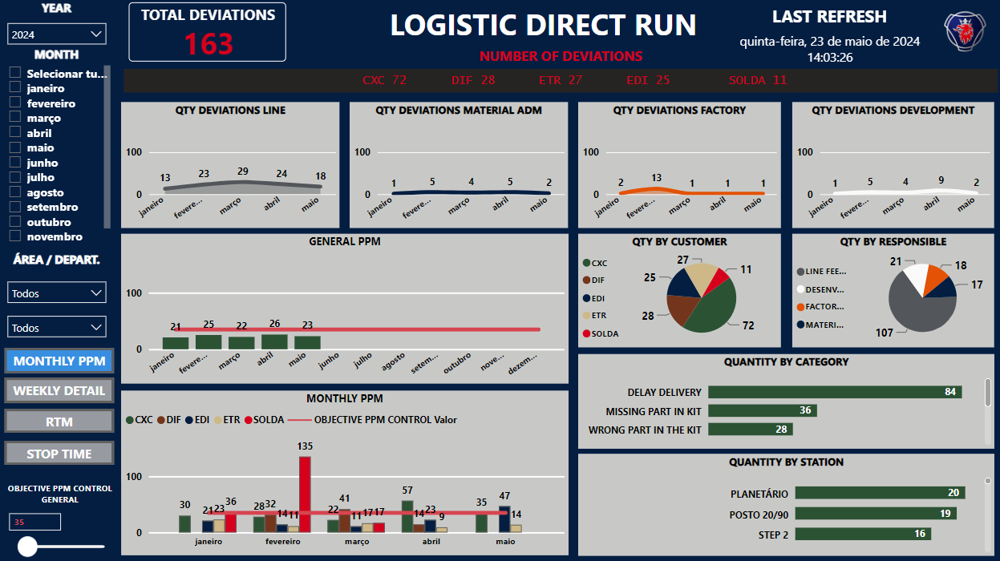 YEAR
2024
MONTH
Selecionar tu...
janeiro
fevereiro
março
abril
maio
junho
julho
agosto
setembro
outubro
novembro
ÁREA / DEPART.
Todos
Todos
MONTHLY PPM
WEEKLY DETAIL
RTM
STOP TIME
OBJECTIVE PPM CONTROL
GENERAL
35
TOTAL DEVIATIONS
163
LOGISTIC DIRECT RUN
NUMBER OF DEVIATIONS
LAST REFRESH
quinta-feira, 23 de maio de 2024
14:03:26
CXC 72 DIF 28 ETR 27 EDI 25 SOLDA 11
QTY DEVIATIONS LINE
100
0
13 23 29 24 18
janeiro fevere... março abril maio
QTY DEVIATIONS MATERIAL ADM
100
0
1 5 4 5 2
janeiro fevere... março abril maio
QTY DEVIATIONS FACTORY
100
0
2 13 1 1 1
janeiro fevere... março abril maio
QTY DEVIATIONS DEVELOPMENT
100
0
1 5 4 9 2
janeiro fevere... março abril maio
GENERAL PPM
100
0
21 25 22 26 23
janeiro fevere... março abril maio junho julho agosto setem... outubro nove... dezem...
QTY BY CUSTOMER
CXC
DIF
EDI
ETR
SOLDA
27
11
25
28
72
QTY BY RESPONSIBLE
LINE FEE...
DESENV...
FACTOR...
MATERI...
21
18
17
107
MONTHLY PPM
CXC DIF EDI ETR SOLDA OBJECTIVE PPM CONTROL Valor
100
0
30 21 23 36
28 32 14 11 135
22 41 11 17 17
57 14 23 9
35 47 14
janeiro fevereiro março abril maio
QUANTITY BY CATEGORY
DELAY DELIVERY 84
MISSING PART IN KIT 36
WRONG PART IN THE KIT 28
QUANTITY BY STATION
PLANETÁRIO 20
POSTO 20/90 19
STEP 2 16